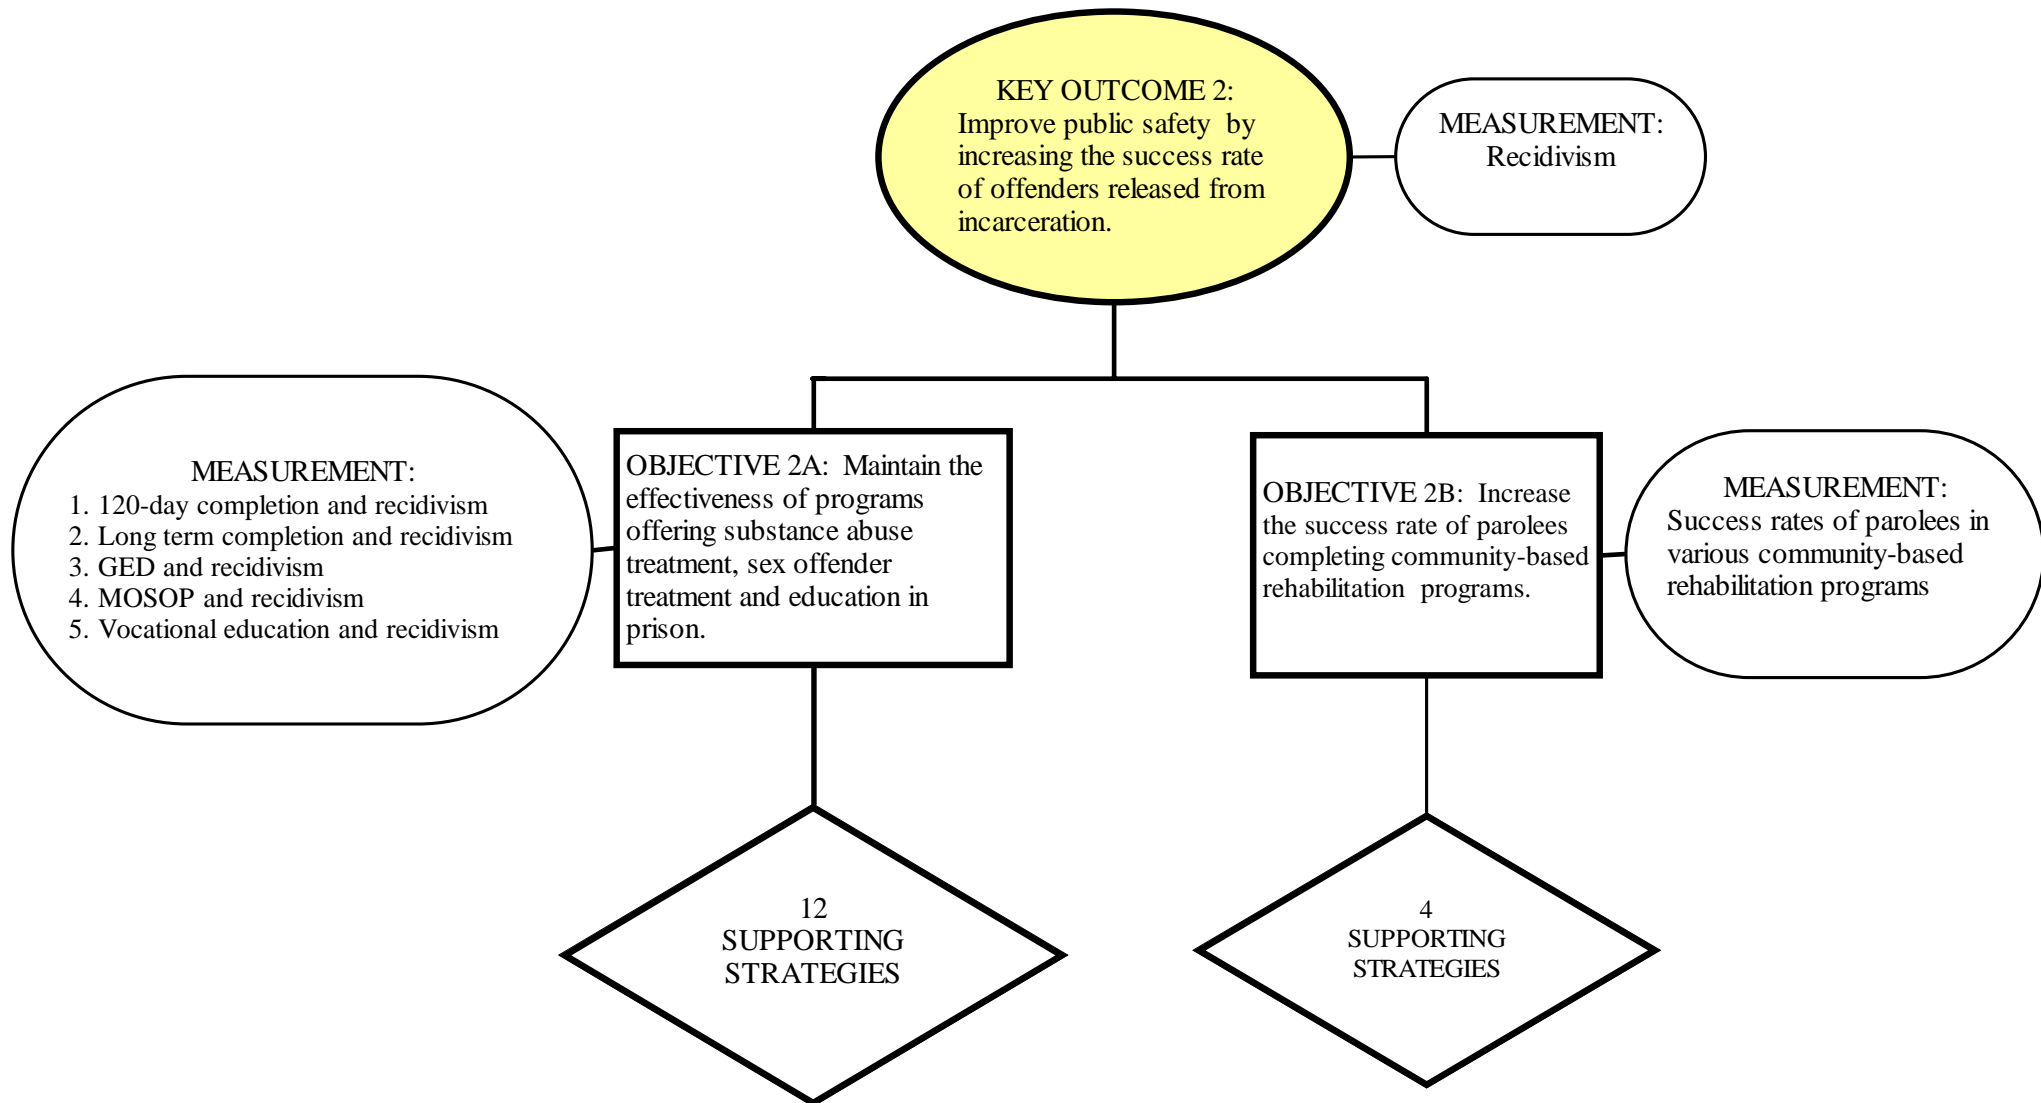 KEY OUTCOME 2:
Improve public safety by
increasing the success rate
of offenders released from
incarceration.
MEASUREMENT:
Recidivism
MEASUREMENT:
1. 120-day completion and recidivism
2. Long term completion and recidivism
3. GED and recidivism
4. MOSOP and recidivism
5. Vocational education and recidivism
OBJECTIVE 2A: Maintain the
effectiveness of programs
offering substance abuse
treatment, sex offender
treatment and education in
prison.
OBJECTIVE 2B: Increase
the success rate of parolees
completing community-based
rehabilitation programs.
MEASUREMENT:
Success rates of parolees in
various community-based
rehabilitation programs
12
SUPPORTING
STRATEGIES
4
SUPPORTING
STRATEGIES